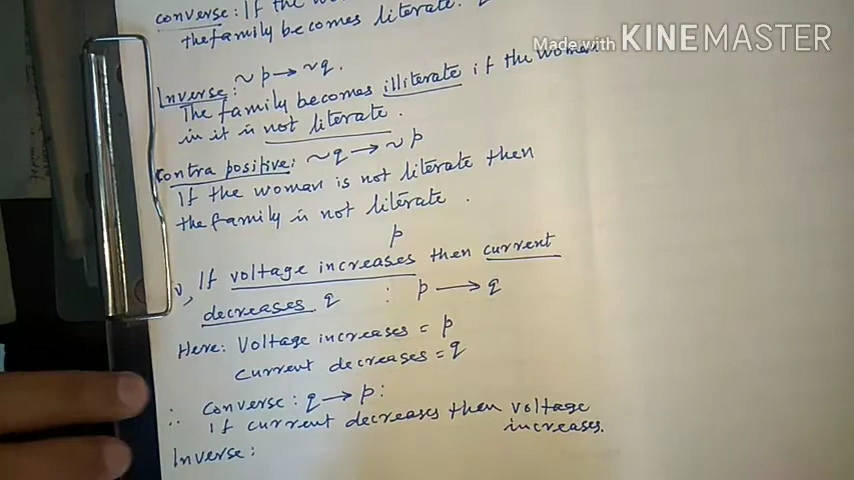 converse: If the
the family becomes literate.
Made with KINEMASTER
Inverse: ~p→~q.
The family becomes illiterate if the woman
in it is not literate.
contra positive: ~q→~p
If the woman is not literate then
the family is not literate.
p
v, If voltage increases then current
decreases. q : p→q
Here: Voltage increases = p
current decreases = q
∴ Converse: q→p:
If current decreases then voltage
increases.
Inverse: